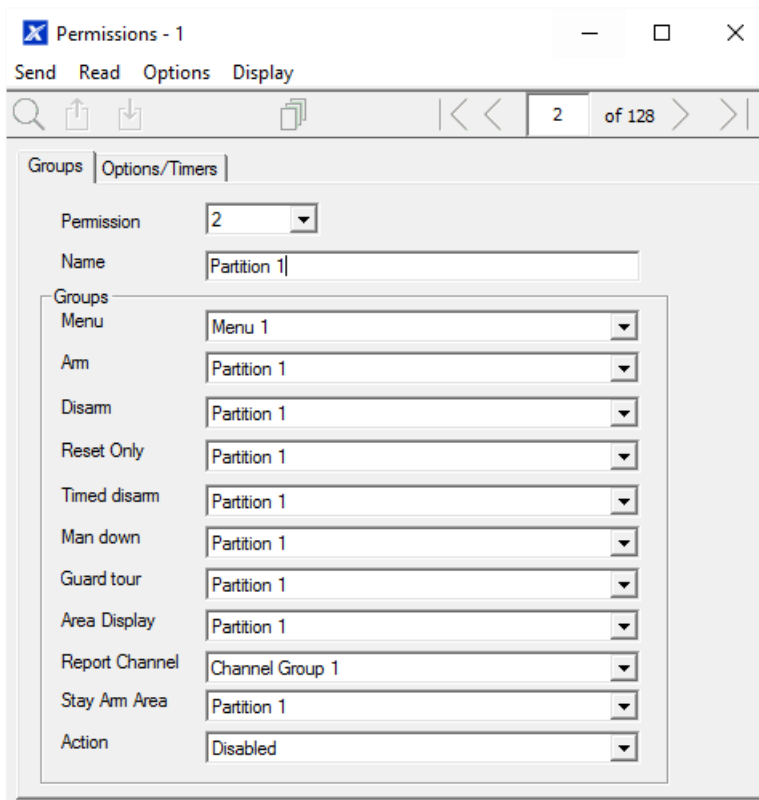 Permissions - 1
Send Read Options Display
2 of 128
Groups Options/Timers
Permission 2
Name Partition 1
Groups
Menu Menu 1
Arm Partition 1
Disarm Partition 1
Reset Only Partition 1
Timed disarm Partition 1
Man down Partition 1
Guard tour Partition 1
Area Display Partition 1
Report Channel Channel Group 1
Stay Arm Area Partition 1
Action Disabled